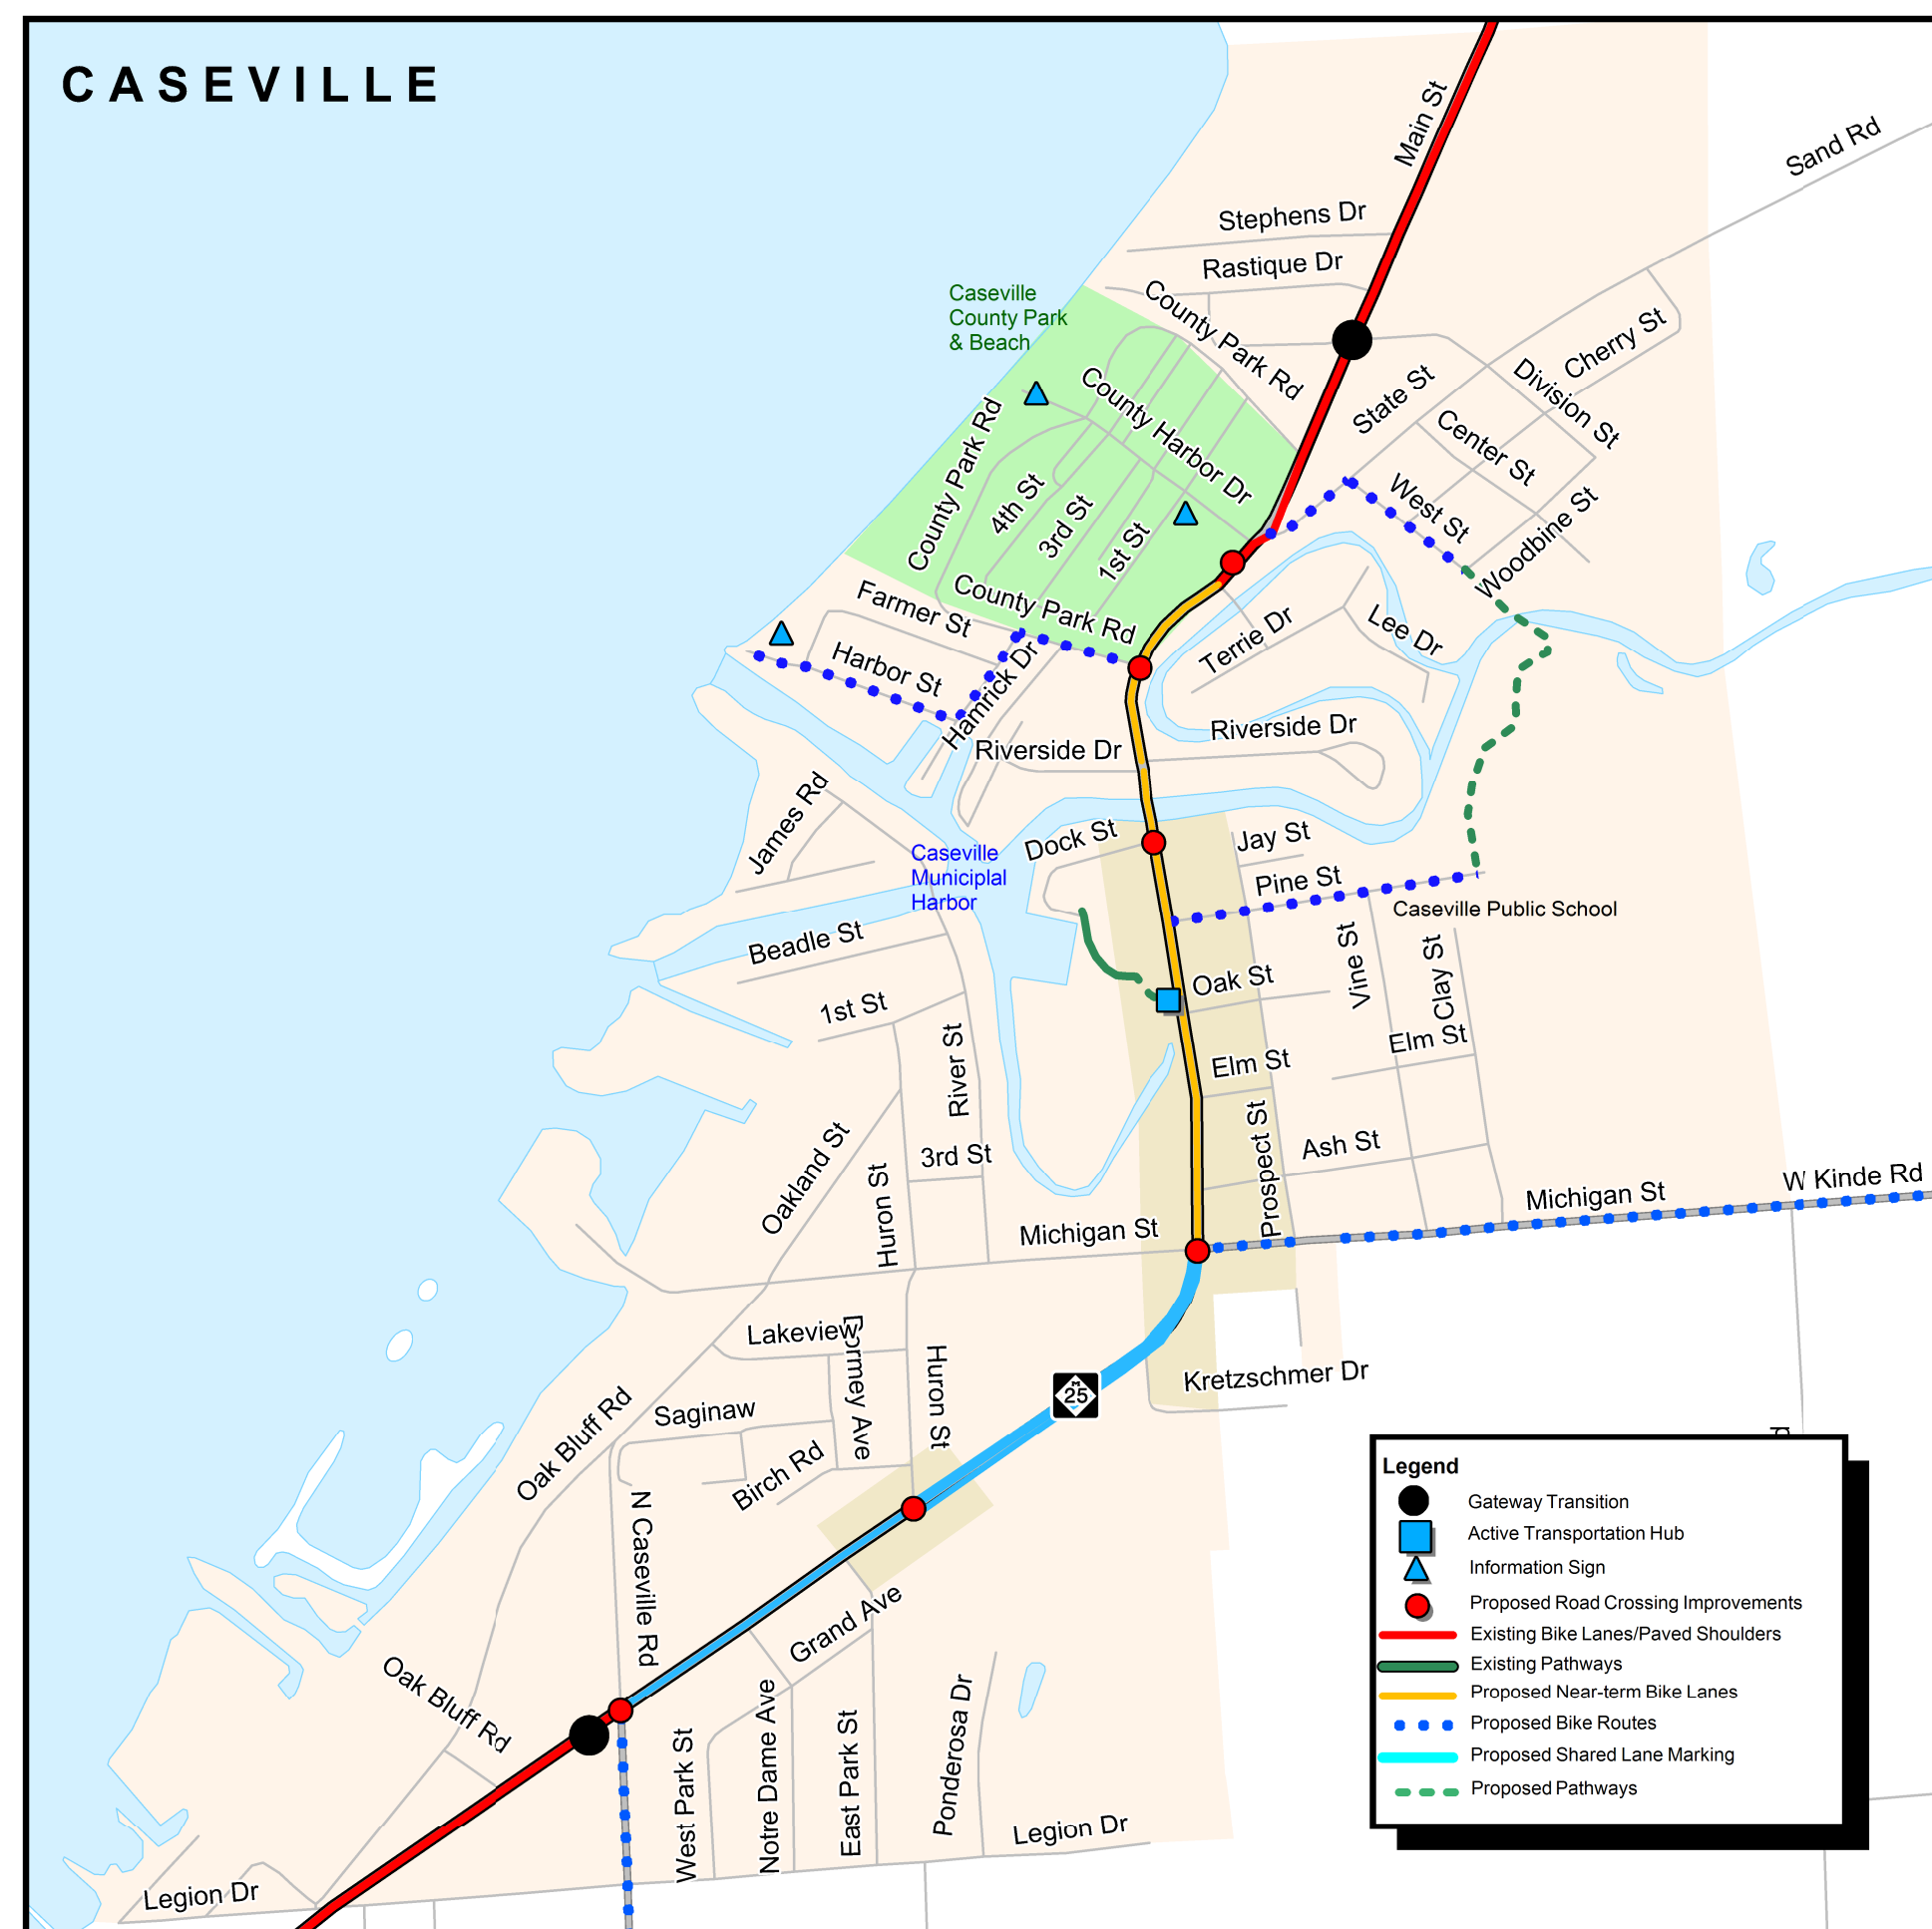 CASEVILLE
Main St
Sand Rd
Stephens Dr
Rastique Dr
Caseville
County Park
& Beach
County Park Rd
Cherry St
Division St
State St
Center St
County Harbor Dr
County Park Rd
4th St
3rd St
1st St
West St
Woodbine St
Farmer St
County Park Rd
Terrie Dr
Lee Dr
Harbor St
Hamrick Dr
Riverside Dr
Riverside Dr
James Rd
Dock St
Jay St
Caseville
Municiplal
Harbor
Pine St
Caseville Public School
Beadle St
Vine St
Clay St
Oak St
1st St
River St
Elm St
Elm St
Oakland St
Huron St
3rd St
Prospect St
Ash St
Michigan St
Michigan St
W Kinde Rd
Lakeview
Dormey Ave
Huron St
M
25
Kretzschmer Dr
Oak Bluff Rd
Saginaw
Birch Rd
N Caseville Rd
Grand Ave
Oak Bluff Rd
West Park St
Notre Dame Ave
East Park St
Ponderosa Dr
Legion Dr
Legion Dr
Legend
Gateway Transition
Active Transportation Hub
Information Sign
Proposed Road Crossing Improvements
Existing Bike Lanes/Paved Shoulders
Existing Pathways
Proposed Near-term Bike Lanes
Proposed Bike Routes
Proposed Shared Lane Marking
Proposed Pathways